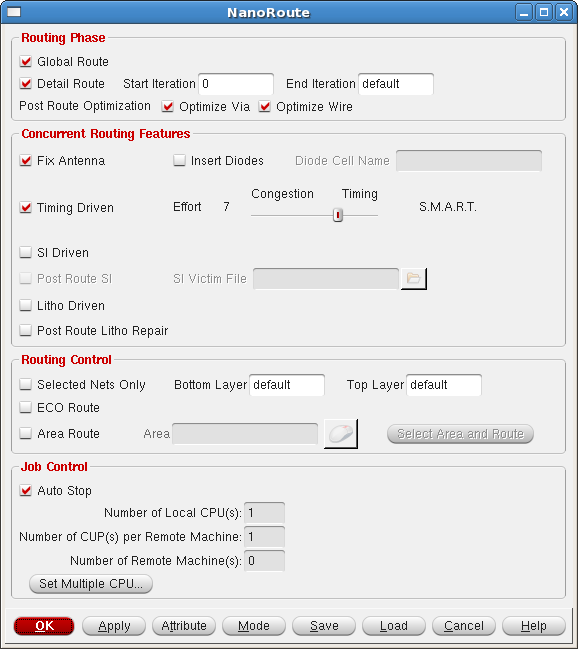 NanoRoute
Routing Phase
Global Route
Detail Route Start Iteration 0 End Iteration default
Post Route Optimization Optimize Via Optimize Wire
Concurrent Routing Features
Fix Antenna Insert Diodes Diode Cell Name
Congestion Timing
Timing Driven Effort 7 S.M.A.R.T.
SI Driven
Post Route SI SI Victim File
Litho Driven
Post Route Litho Repair
Routing Control
Selected Nets Only Bottom Layer default Top Layer default
ECO Route
Area Route Area Select Area and Route
Job Control
Auto Stop
Number of Local CPU(s): 1
Number of CUP(s) per Remote Machine: 1
Number of Remote Machine(s): 0
Set Multiple CPU...
OK Apply Attribute Mode Save Load Cancel Help